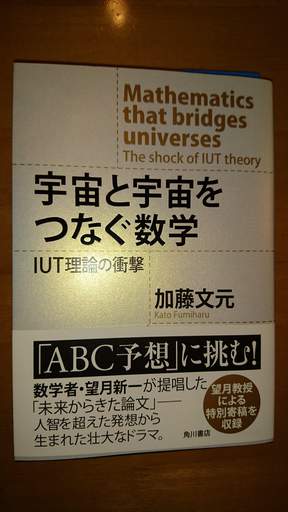 Mathematics
that bridges
universes
The shock of IUT theory
宇宙と宇宙を
つなぐ数学
IUT理論の衝撃
加藤文元
Kato Fumiharu
「ABC予想」に挑む!
数学者・望月新一が提唱した
「未来からきた論文」――
人智を超えた発想から
生まれた壮大なドラマ。
望月教授
による
特別寄稿を
収録
角川書店